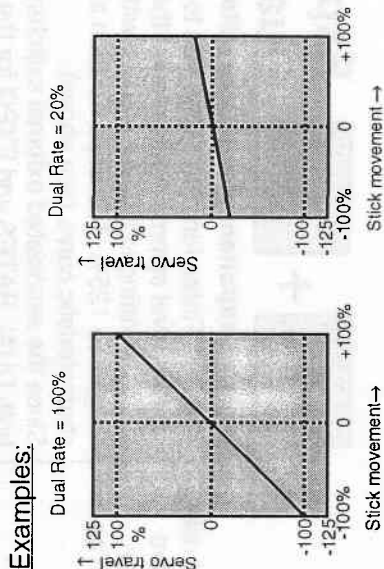 Examples:
Dual Rate = 100%
Servo travel →
125
100
%
0
-100
-125
-100%
0
+100%
Stick movement→
Dual Rate = 20%
Servo travel →
125
100
%
0
-100
-125
-100%
0
+100%
Stick movement →